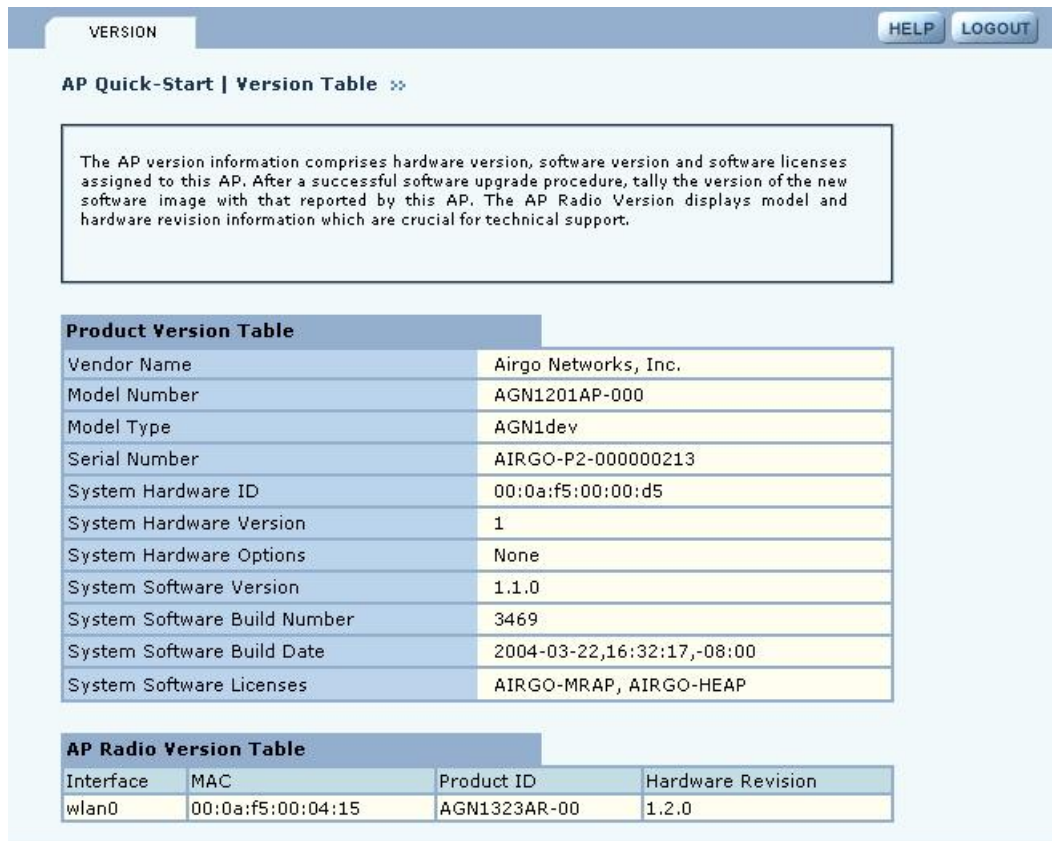 VERSION
HELP
LOGOUT
AP Quick-Start | Version Table »
The AP version information comprises hardware version, software version and software licenses
assigned to this AP. After a successful software upgrade procedure, tally the version of the new
software image with that reported by this AP. The AP Radio Version displays model and
hardware revision information which are crucial for technical support.
Product Version Table
Vendor Name Airgo Networks, Inc.
Model Number AGN1201AP-000
Model Type AGN1dev
Serial Number AIRGO-P2-000000213
System Hardware ID 00:0a:f5:00:00:d5
System Hardware Version 1
System Hardware Options None
System Software Version 1.1.0
System Software Build Number 3469
System Software Build Date 2004-03-22,16:32:17,-08:00
System Software Licenses AIRGO-MRAP, AIRGO-HEAP
AP Radio Version Table
Interface MAC Product ID Hardware Revision
wlan0 00:0a:f5:00:04:15 AGN1323AR-00 1.2.0